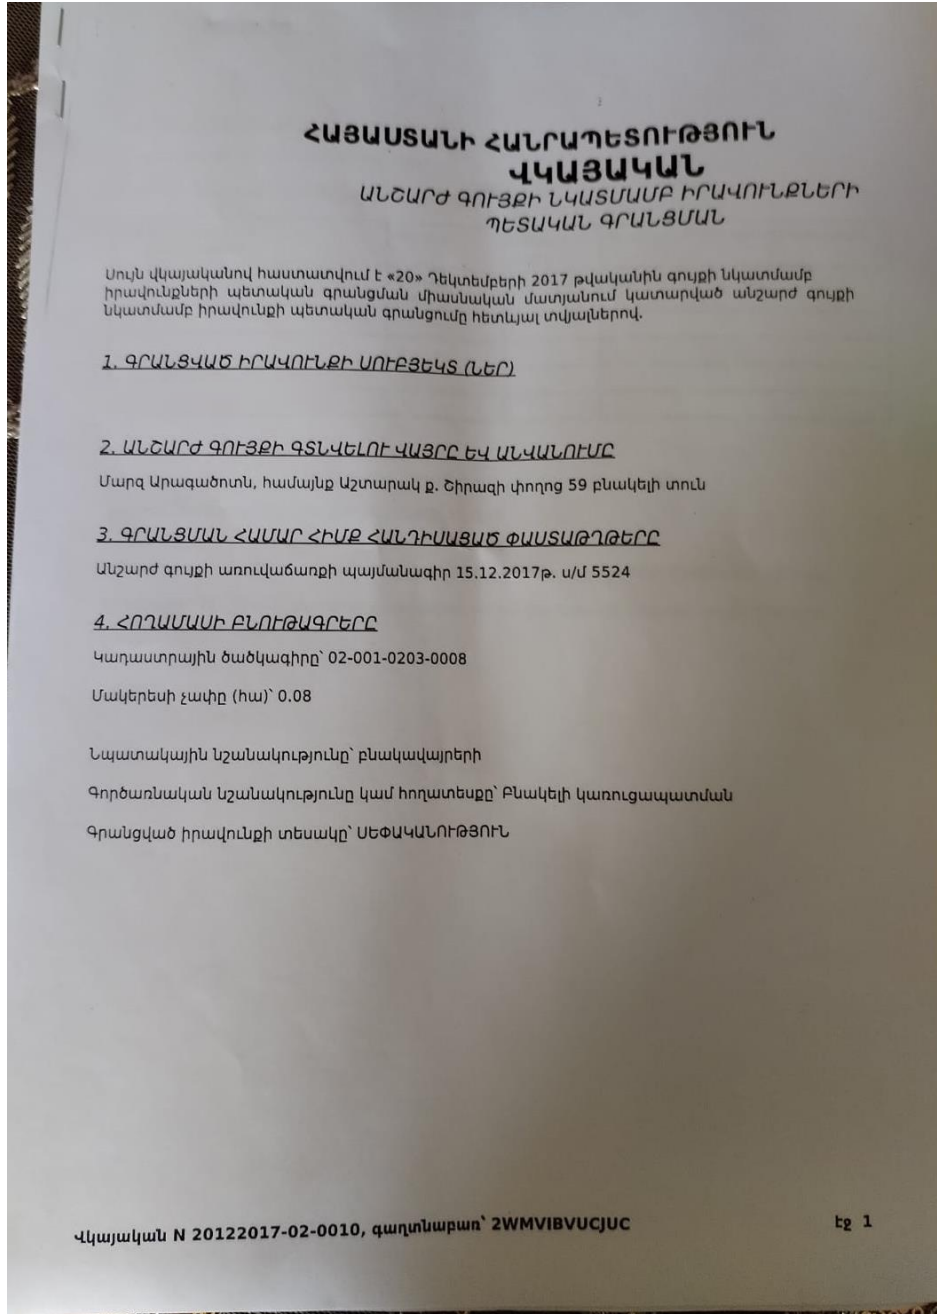 ՀԱՅԱՍՏԱՆԻ ՀԱՆՐԱՊԵՏՈՒԹՅՈՒՆ
ՎԿԱՅԱԿԱՆ
ԱՆՇԱՐԺ ԳՈՒՅՔԻ ՆԿԱՏՄԱՄԲ ԻՐԱՎՈՒՆՔՆԵՐԻ
ՊԵՏԱԿԱՆ ԳՐԱՆՑՄԱՆ
Սույն վկայականով հաստատվում է «20» Դեկտեմբերի 2017 թվականին գույքի նկատմամբ
իրավունքների պետական գրանցման միասնական մատյանում կատարված անշարժ գույքի
նկատմամբ իրավունքի պետական գրանցումը հետևյալ տվյալներով.
1. ԳՐԱՆՑՎԱԾ ԻՐԱՎՈՒՆՔԻ ՍՈՒԲՅԵԿՏ (ՆԵՐ)
2. ԱՆՇԱՐԺ ԳՈՒՅՔԻ ԳՏՆՎԵԼՈՒ ՎԱՅՐԸ ԵՎ ԱՆՎԱՆՈՒՄԸ
Մարզ Արագածոտն, համայնք Աշտարակ ք. Շիրազի փողոց 59 բնակելի տուն
3. ԳՐԱՆՑՄԱՆ ՀԱՄԱՐ ՀԻՄՔ ՀԱՆԴԻՍԱՑԱԾ ՓԱՍՏԱԹՂԹԵՐԸ
Անշարժ գույքի առուվաճառքի պայմանագիր 15.12.2017թ. ս/մ 5524
4. ՀՈՂԱՄԱՍԻ ԲՆՈՒԹԱԳՐԵՐԸ
Կադաստրային ծածկագիրը՝ 02-001-0203-0008
Մակերեսի չափը (հա)՝ 0.08
Նպատակային նշանակությունը՝ բնակավայրերի
Գործառնական նշանակությունը կամ հողատեսքը՝ Բնակելի կառուցապատման
Գրանցված իրավունքի տեսակը՝ ՍԵՓԱԿԱՆՈՒԹՅՈՒՆ
Վկայական N 20122017-02-0010, գաղտնաբառ՝ 2WMVIBVUCJUC էջ 1